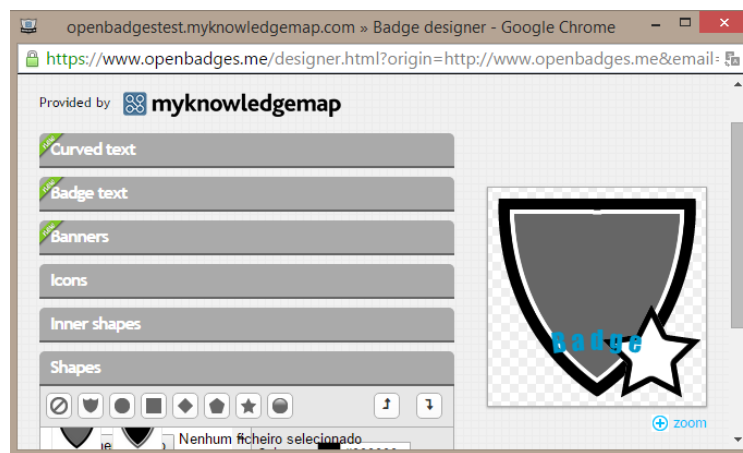 openbadgestest.myknowledgemap.com » Badge designer - Google Chrome
https://www.openbadges.me/designer.html?origin=http://www.openbadges.me&email=
Provided by myknowledgemap
Curved text
Badge text
Banners
Icons
Inner shapes
Shapes
Badge
zoom
Nenhum ficheiro selecionado